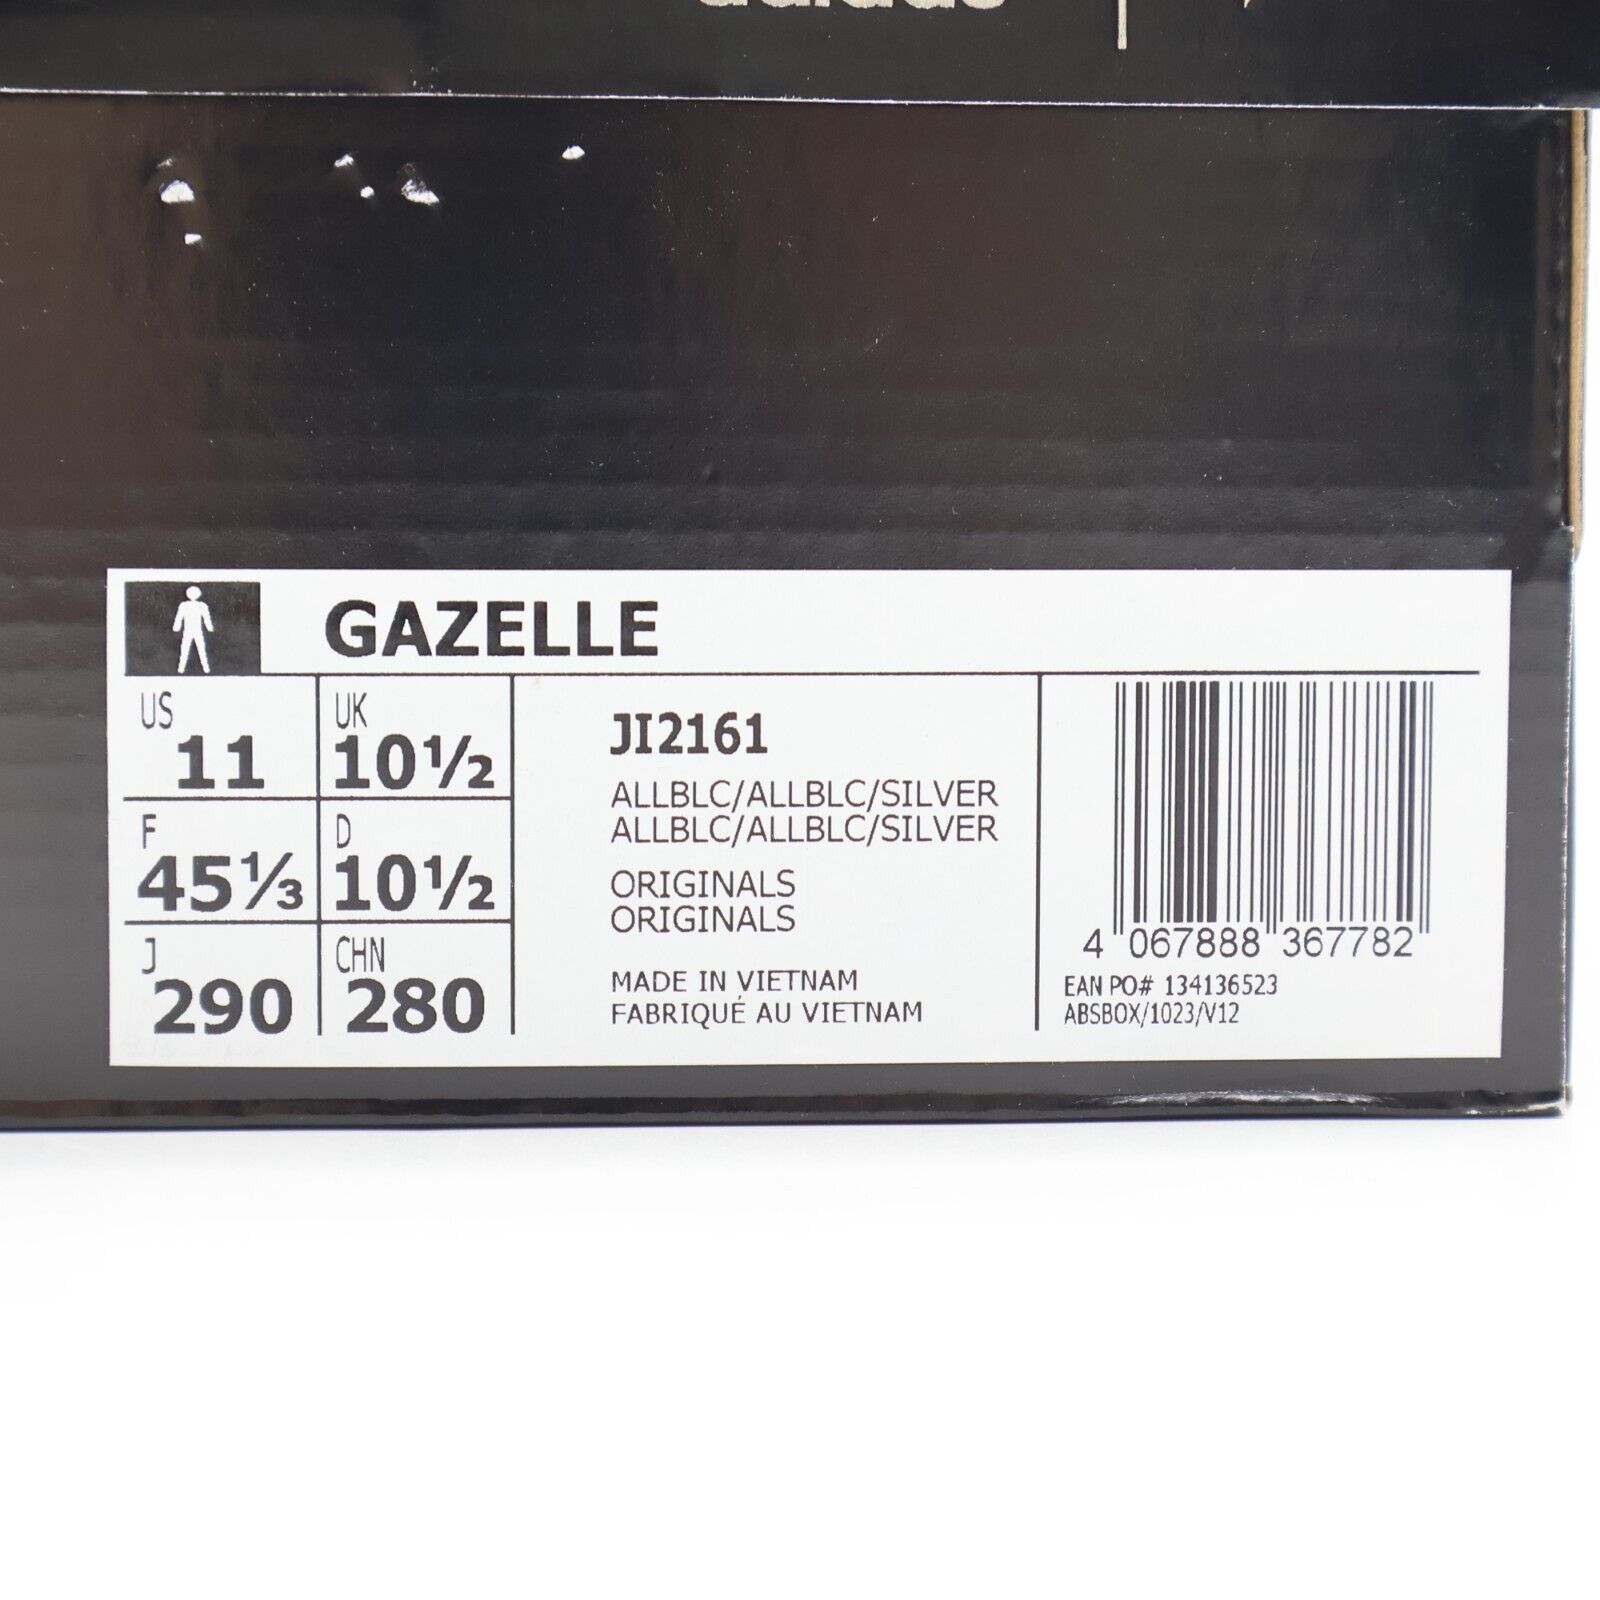 adidas
GAZELLE
US 11
UK 10½
F 45⅓
D 10½
J 290
CHN 280
JI2161
ALLBLC/ALLBLC/SILVER
ALLBLC/ALLBLC/SILVER
ORIGINALS
ORIGINALS
MADE IN VIETNAM
FABRIQUÉ AU VIETNAM
4 067888 367782
EAN PO# 134136523
ABSBOX/1023/V12